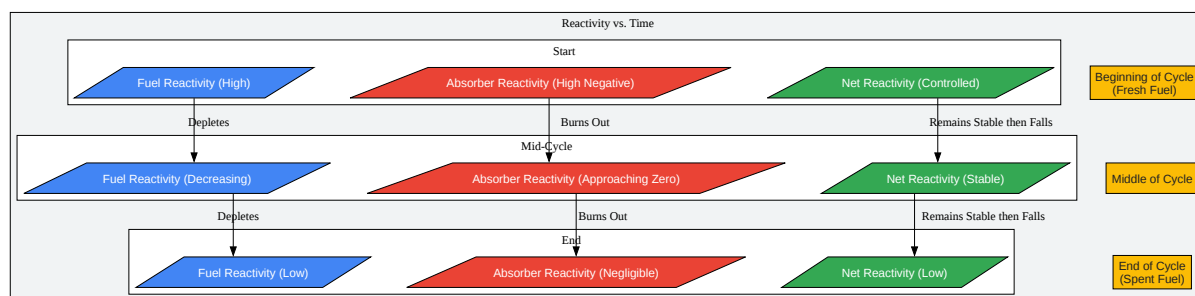 Reactivity vs. Time
Start
Fuel Reactivity (High)
Absorber Reactivity (High Negative)
Net Reactivity (Controlled)
Beginning of Cycle
(Fresh Fuel)
Depletes
Burns Out
Remains Stable then Falls
Mid-Cycle
Fuel Reactivity (Decreasing)
Absorber Reactivity (Approaching Zero)
Net Reactivity (Stable)
Middle of Cycle
Depletes
Burns Out
Remains Stable then Falls
End
Fuel Reactivity (Low)
Absorber Reactivity (Negligible)
Net Reactivity (Low)
End of Cycle
(Spent Fuel)